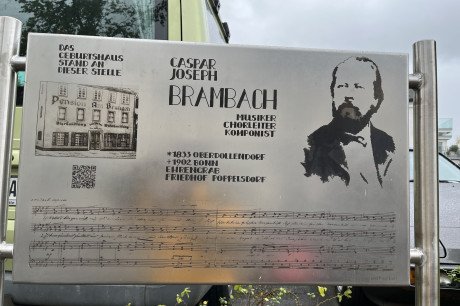 DAS
GEBURTSHAUS
STAND AN
DIESER STELLE
CASPAR
JOSEPH
BRAMBACH
MUSIKER
CHORLEITER
KOMPONIST
*1833 OBERDOLLENDORF
+1902 BONN
EHRENGRAB
FRIEDHOF POPPELSDORF
Pension